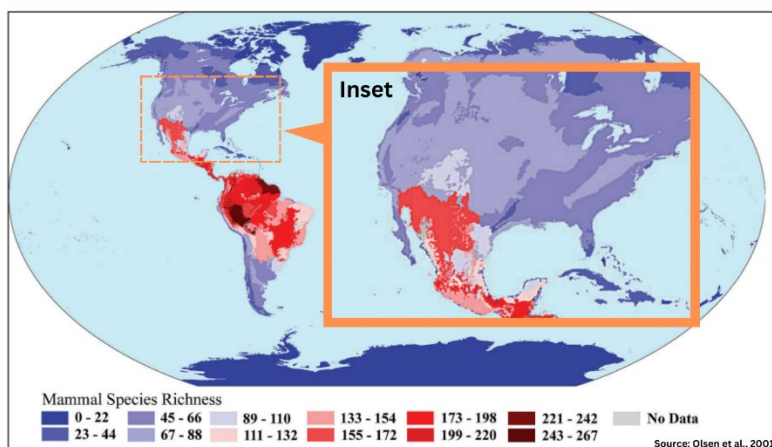 Inset
Mammal Species Richness
0 - 22 45 - 66 89 - 110 133 - 154 173 - 198 221 - 242 No Data
23 - 44 67 - 88 111 - 132 155 - 172 199 - 220 243 - 267
Source: Olsen et al.,